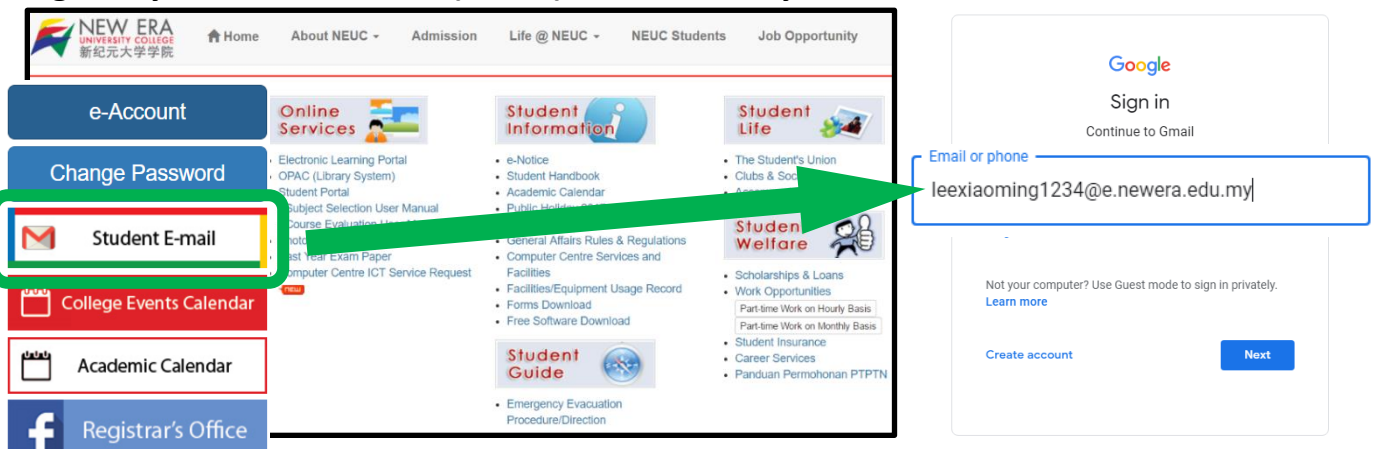 NEW ERA
UNIVERSITY COLLEGE
新纪元大学学院
Home About NEUC Admission Life @ NEUC NEUC Students Job Opportunity
e-Account
Change Password
Student E-mail
College Events Calendar
Academic Calendar
Registrar's Office
Online
Services
Electronic Learning Portal
OPAC (Library System)
Student Portal
Subject Selection User Manual
Course Evaluation
Past Year Exam Paper
Computer Centre ICT Service Request
new
Student
Information
e-Notice
Student Handbook
Academic Calendar
Public Holiday
General Affairs Rules & Regulations
Computer Centre Services and
Facilities
Facilities/Equipment Usage Record
Forms Download
Free Software Download
Student
Guide
Emergency Evacuation
Procedure/Direction
Student
Life
The Student's Union
Clubs &
Student
Welfare
Scholarships & Loans
Work Opportunities
Part-time Work on Hourly Basis
Part-time Work on Monthly Basis
Student Insurance
Career Services
Panduan Permohonan PTPTN
Google
Sign in
Continue to Gmail
Email or phone
leexiaoming1234@e.newera.edu.my
Not your computer? Use Guest mode to sign in privately.
Learn more
Create account
Next